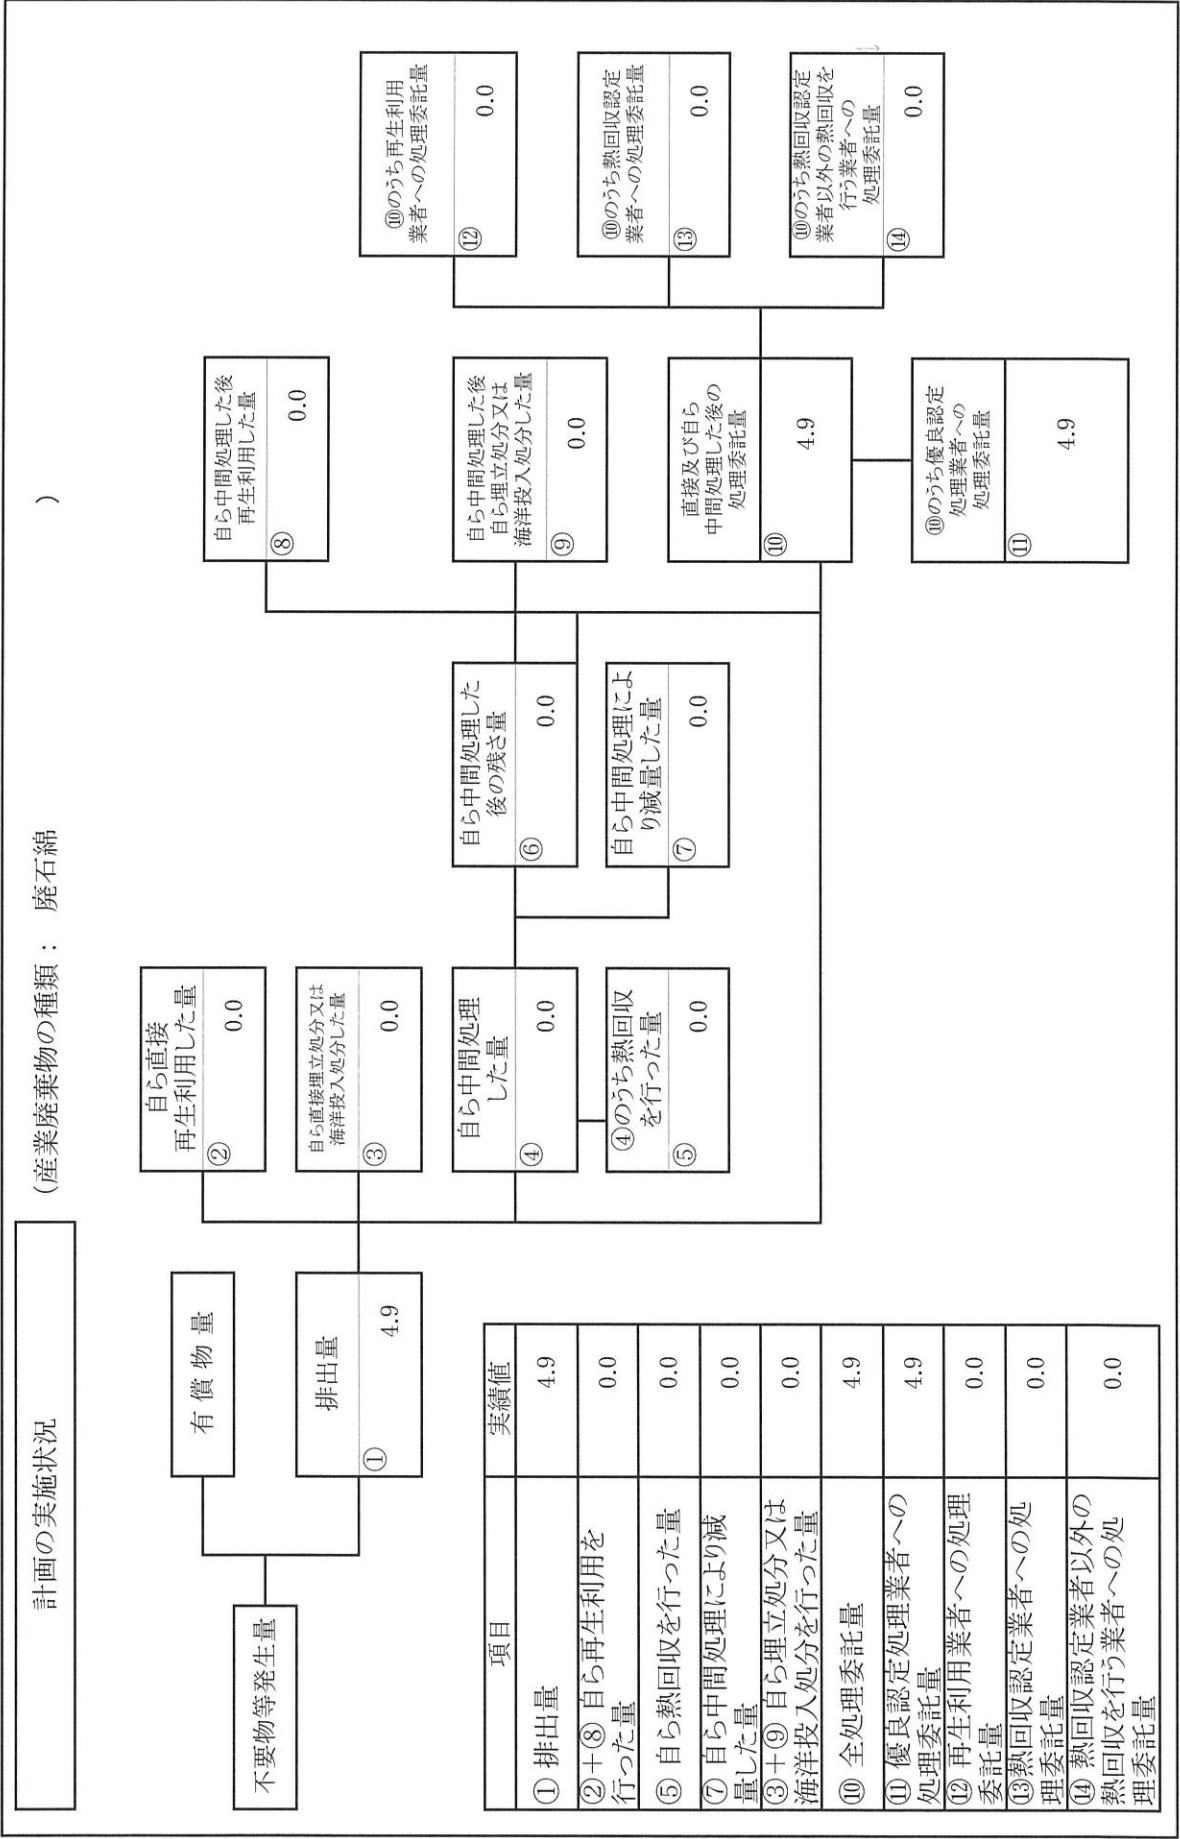 計画の実施状況
（産業廃棄物の種類： 廃石綿 ）
不要物等発生量
有 償 物 量
排出量
① 4.9
自ら直接
再生利用した量
② 0.0
自ら直接埋立処分又は
海洋投入処分した量
③ 0.0
自ら中間処理
した量
④ 0.0
④のうち熱回収
を行った量
⑤ 0.0
自ら中間処理した
後の残さ量
⑥ 0.0
自ら中間処理によ
り減量した量
⑦ 0.0
自ら中間処理した後
再生利用した量
⑧ 0.0
自ら中間処理した後
自ら埋立処分又は
海洋投入処分した量
⑨ 0.0
直接及び自ら
中間処理した後の
処理委託量
⑩ 4.9
⑩のうち優良認定
処理業者への
処理委託量
⑪ 4.9
⑩のうち再生利用
業者への処理委託量
⑫ 0.0
⑩のうち熱回収認定
業者への処理委託量
⑬ 0.0
⑩のうち熱回収認定
業者以外の熱回収を
行う業者への
処理委託量
⑭ 0.0
項目 実績値
① 排出量 4.9
②＋⑧ 自ら再生利用を
行った量 0.0
⑤ 自ら熱回収を行った量 0.0
⑦ 自ら中間処理により減
量した量 0.0
③＋⑨ 自ら埋立処分又は
海洋投入処分を行った量 0.0
⑩ 全処理委託量 4.9
⑪ 優良認定処理業者への
処理委託量 4.9
⑫ 再生利用業者への処理
委託量 0.0
⑬熱回収認定業者への処
理委託量 0.0
⑭ 熱回収認定業者以外の
熱回収を行う業者への処
理委託量 0.0